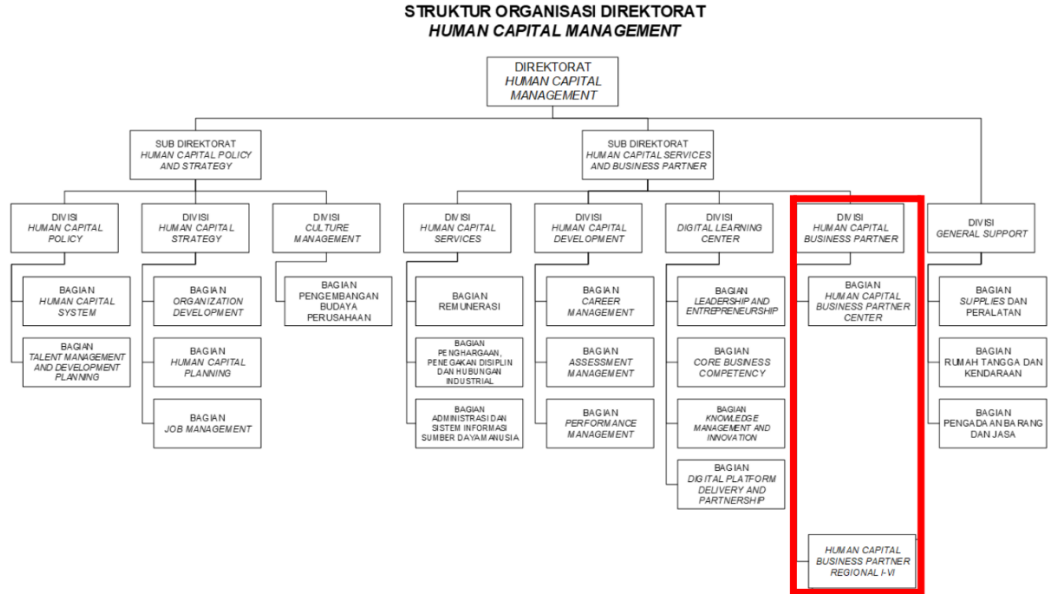 STRUKTUR ORGANISASI DIREKTORAT
HUMAN CAPITAL MANAGEMENT
DIREKTORAT
HUMAN CAPITAL
MANAGEMENT
SUB DIREKTORAT
HUMAN CAPITAL POLICY
AND STRATEGY
SUB DIREKTORAT
HUMAN CAPITAL SERVICES
AND BUSINESS PARTNER
DIVISI
HUMAN CAPITAL
POLICY
DIVISI
HUMAN CAPITAL
STRATEGY
DIVISI
CULTURE
MANAGEMENT
DIVISI
HUMAN CAPITAL
SERVICES
DIVISI
HUMAN CAPITAL
DEVELOPMENT
DIVISI
DIGITAL LEARNING
CENTER
DIVISI
HUMAN CAPITAL
BUSINESS PARTNER
DIVISI
GENERAL SUPPORT
BAGIAN
HUMAN CAPITAL
SYSTEM
BAGIAN
ORGANIZATION
DEVELOPMENT
BAGIAN
PENGEMBANGAN
BUDAYA
PERUSAHAAN
BAGIAN
REMUNERASI
BAGIAN
CAREER
MANAGEMENT
BAGIAN
LEADERSHIP AND
ENTREPRENEURSHIP
BAGIAN
HUMAN CAPITAL
BUSINESS PARTNER
CENTER
BAGIAN
SUPPLIES DAN
PERALATAN
BAGIAN
TALENT MANAGEMENT
AND DEVELOPMENT
PLANNING
BAGIAN
HUMAN CAPITAL
PLANNING
BAGIAN
PENGHARGAAN,
PENEGAKAN DISIPLIN
DAN HUBUNGAN
INDUSTRIAL
BAGIAN
ASSESSMENT
MANAGEMENT
BAGIAN
CORE BUSINESS
COMPETENCY
BAGIAN
RUMAH TANGGA DAN
KENDARAAN
BAGIAN
JOB MANAGEMENT
BAGIAN
ADMINISTRASI DAN
SISTEM INFORMASI
SUMBER DAYA MANUSIA
BAGIAN
PERFORMANCE
MANAGEMENT
BAGIAN
KNOWLEDGE
MANAGEMENT AND
INNOVATION
BAGIAN
PENGADAAN BARANG
DAN JASA
BAGIAN
DIGITAL PLATFORM
DELIVERY AND
PARTNERSHIP
HUMAN CAPITAL
BUSINESS PARTNER
REGIONAL I-VI